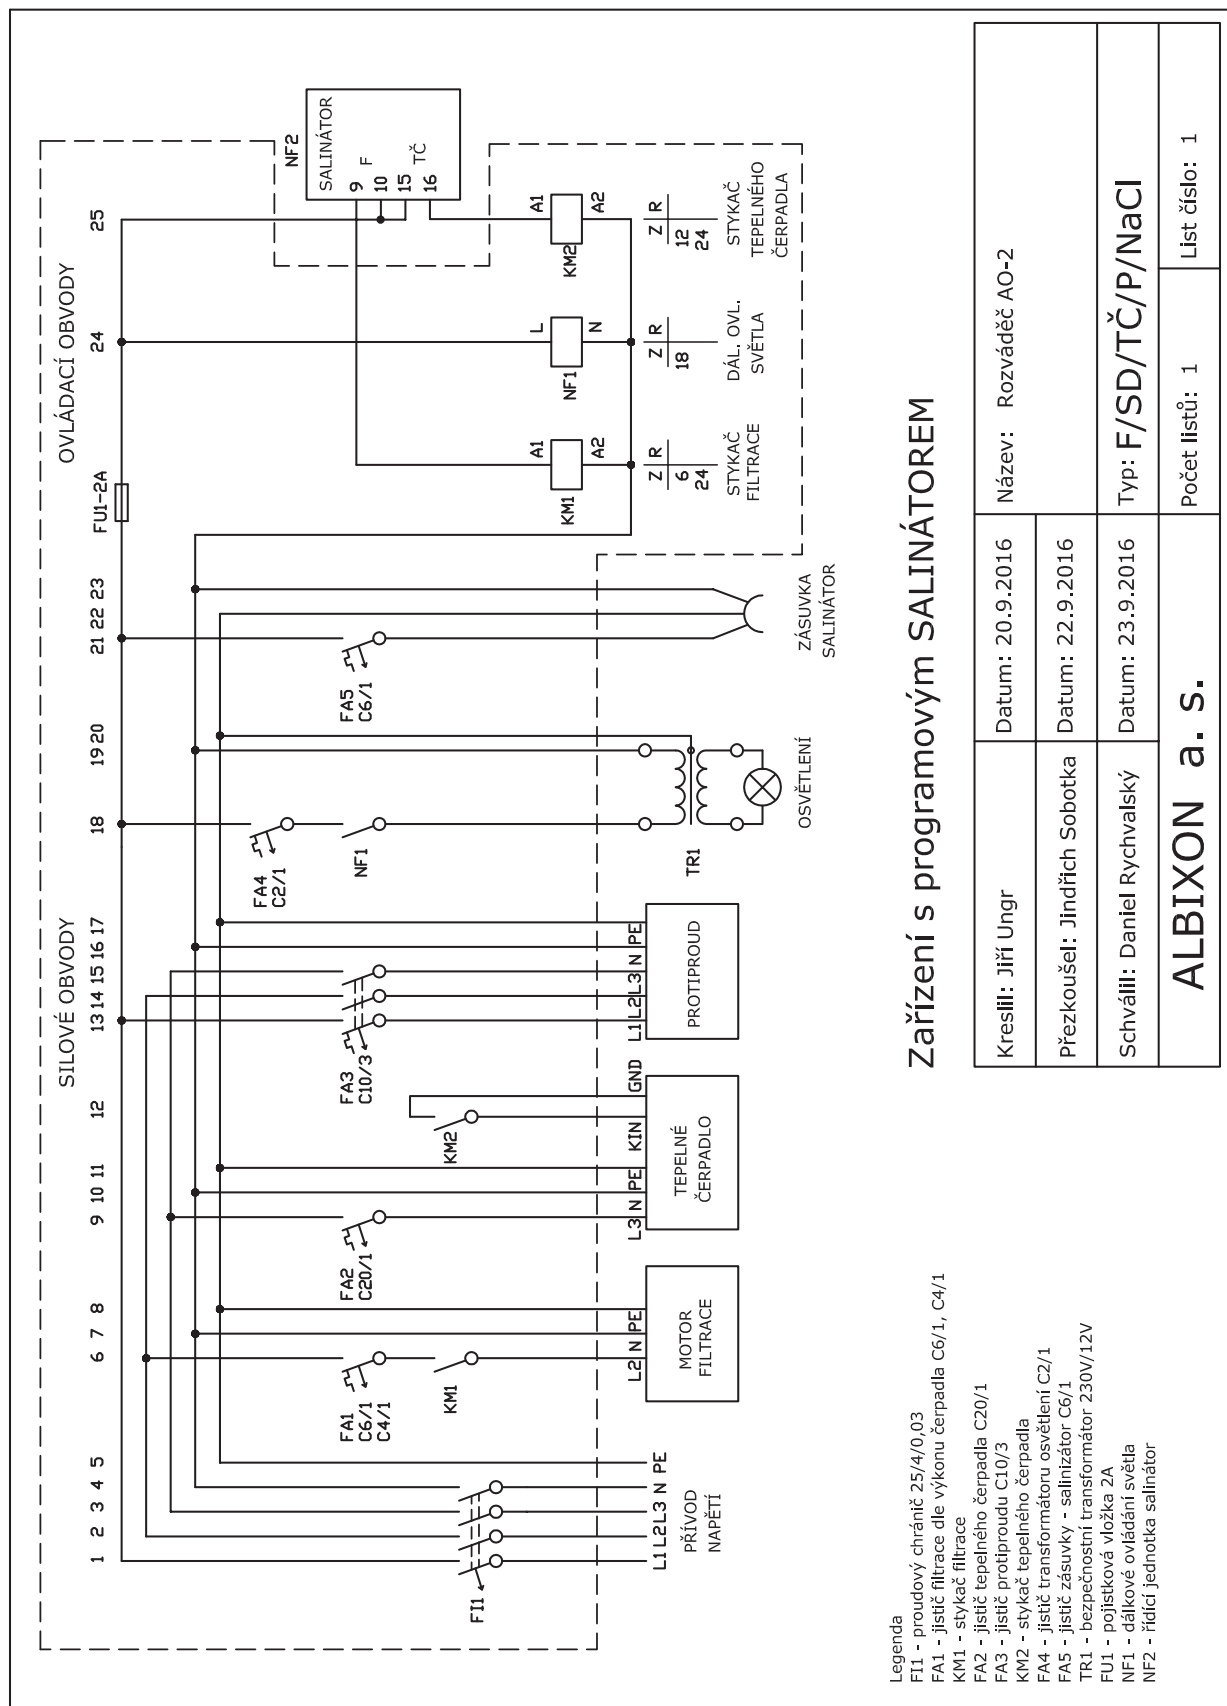 SILOVÉ OBVODY
OVLÁDACÍ OBVODY
1 2 3 4 5 6 7 8 9 10 11 12 13 14 15 16 17 18 19 20 21 22 23 24 25
FU1-2A
NF2
SALINÁTOR
9
F
10
15
TČ
16
FI1
FA1
C6/1
C4/1
KM1
FA2
C20/1
KM2
FA3
C10/3
FA4
C2/1
NF1
FA5
C6/1
TR1
KM1
A1
A2
NF1
L
N
KM2
A1
A2
L1 L2 L3 N PE
PŘÍVOD
NAPĚTÍ
L2 N PE
MOTOR
FILTRACE
L3 N PE KIN GND
TEPELNÉ
ČERPADLO
L1 L2 L3 N PE
PROTIPROUD
OSVĚTLENÍ
ZÁSUVKA
SALINÁTOR
Z R
6
24
STYKAČ
FILTRACE
Z R
18
DÁL. OVL.
SVĚTLA
Z R
12
24
STYKAČ
TEPELNÉHO
ČERPADLA
Legenda
FI1 - proudový chránič 25/4/0,03
FA1 - jistič filtrace dle výkonu čerpadla C6/1, C4/1
KM1 - stykač filtrace
FA2 - jistič tepelného čerpadla C20/1
FA3 - jistič protiproudu C10/3
KM2 - stykač tepelného čerpadla
FA4 - jistič transformátoru osvětlení C2/1
FA5 - jistič zásuvky - salinizátor C6/1
TR1 - bezpečnostní transformátor 230V/12V
FU1 - pojistková vložka 2A
NF1 - dálkové ovládání světla
NF2 - řídící jednotka salinátor
Zařízení s programovým SALINÁTOREM
Kreslil: Jiří Ungr
Datum: 20.9.2016
Název: Rozváděč AO-2
Přezkoušel: Jindřich Sobotka
Datum: 22.9.2016
Schválil: Daniel Rychvalský
Datum: 23.9.2016
Typ: F/SD/TČ/P/NaCl
ALBIXON a. s.
Počet listů: 1
List číslo: 1